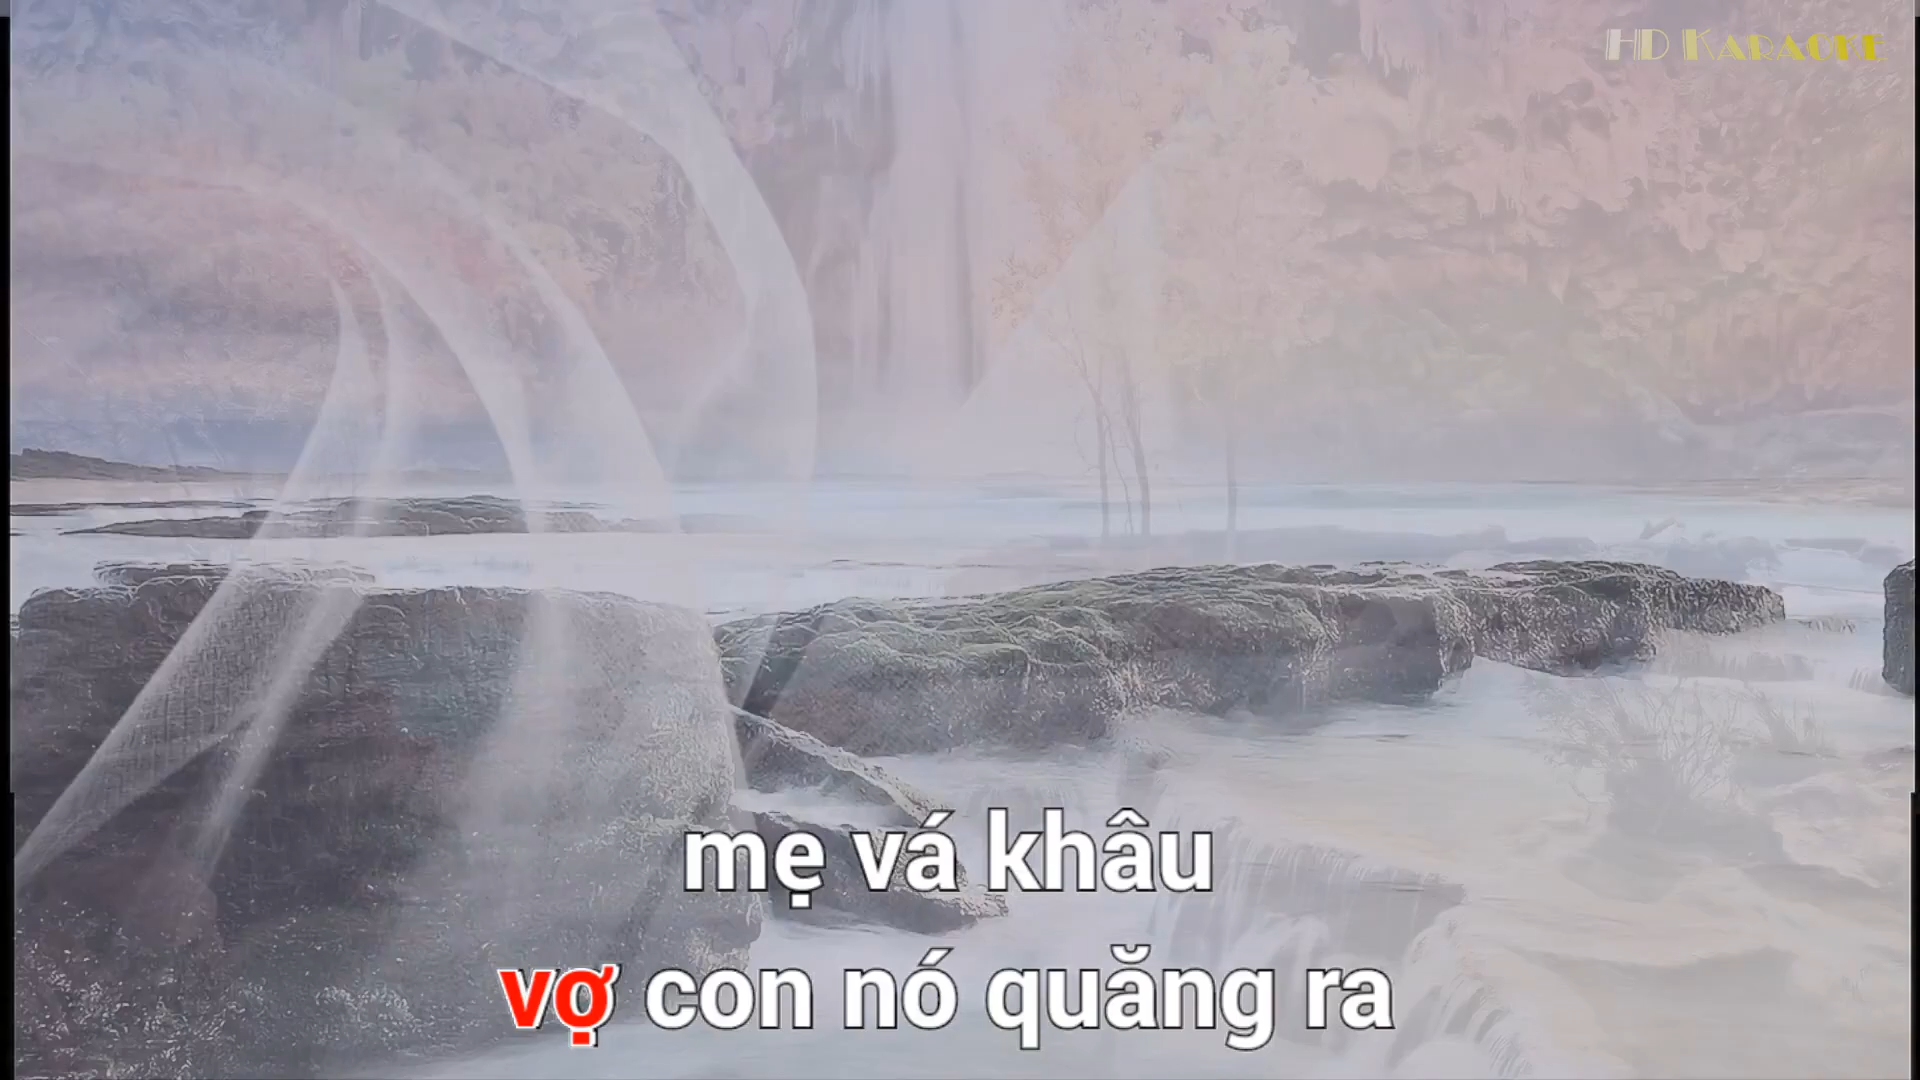 HD KARAOKE
mẹ vá khâu
vợ con nó quăng ra